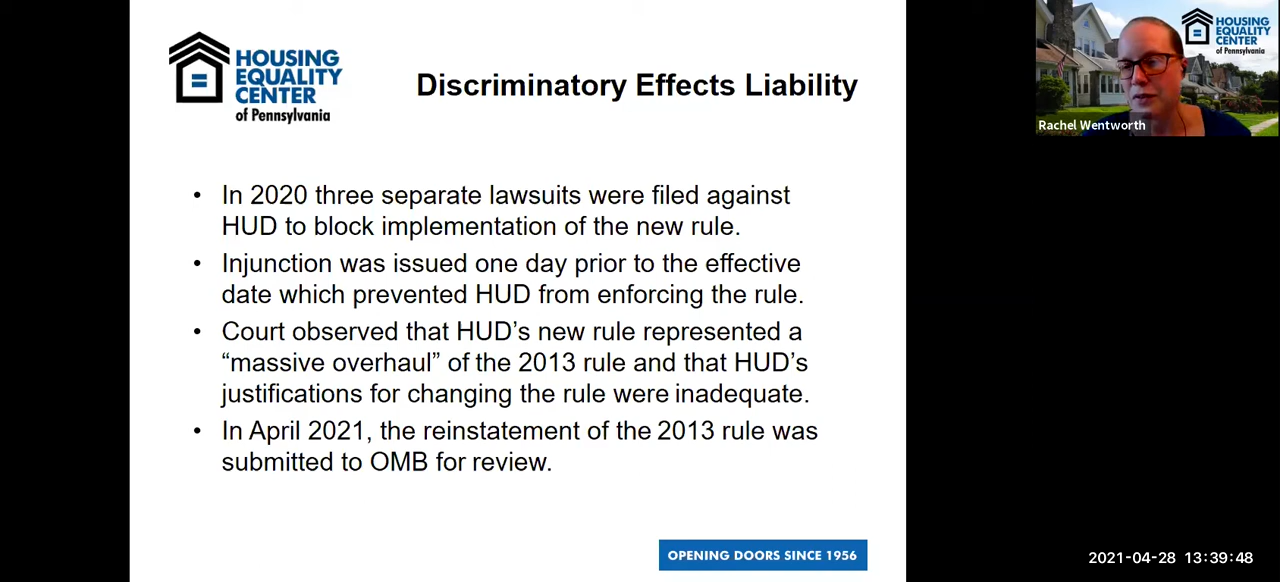 HOUSING
EQUALITY
CENTER
of Pennsylvania
Discriminatory Effects Liability
• In 2020 three separate lawsuits were filed against
HUD to block implementation of the new rule.
• Injunction was issued one day prior to the effective
date which prevented HUD from enforcing the rule.
• Court observed that HUD’s new rule represented a
“massive overhaul” of the 2013 rule and that HUD’s
justifications for changing the rule were inadequate.
• In April 2021, the reinstatement of the 2013 rule was
submitted to OMB for review.
OPENING DOORS SINCE 1956
HOUSING
EQUALITY
CENTER
of Pennsylvania
Rachel Wentworth
2021-04-28 13:39:48